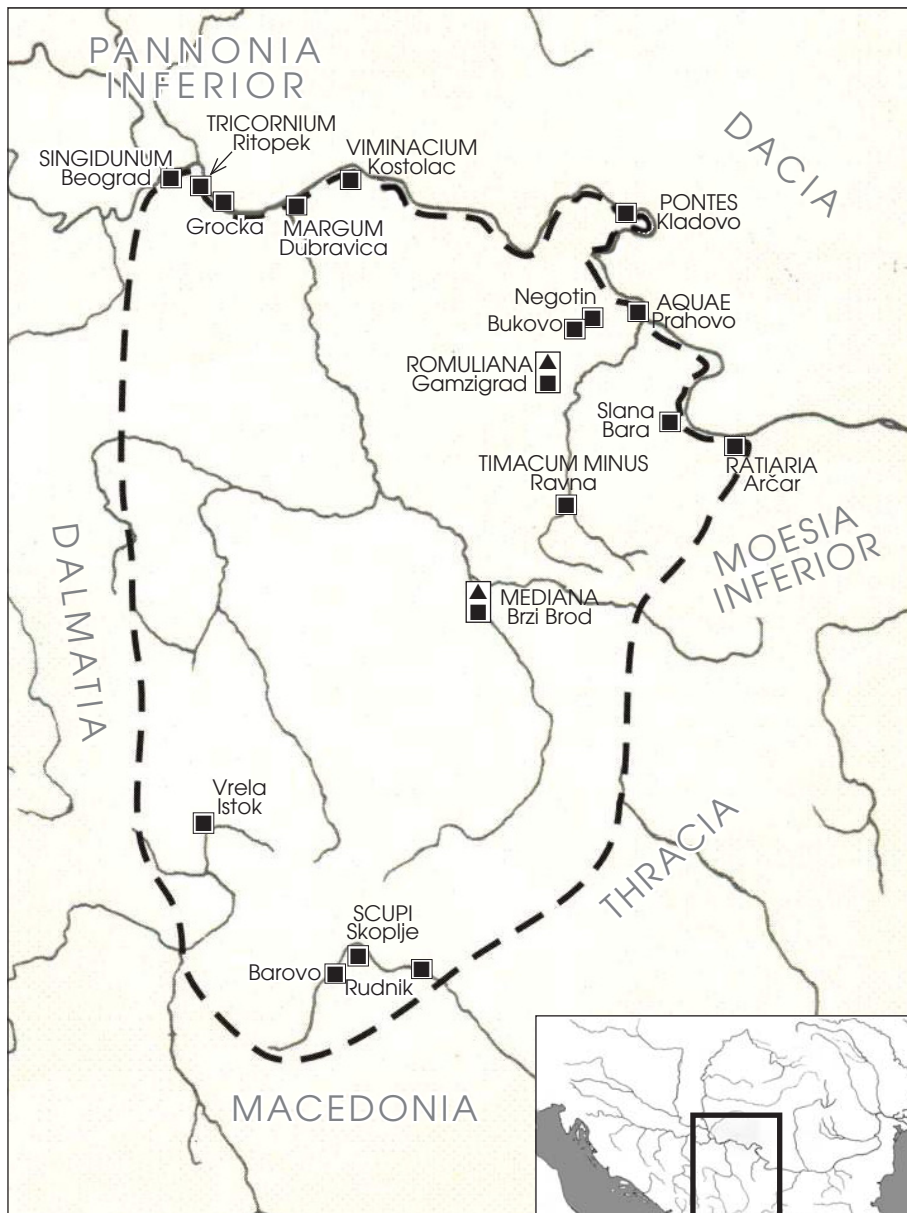 PANNONIA
INFERIOR
DACIA
TRICORNIUM
Ritopek
VIMINACIUM
Kostolac
SINGIDUNUM
Beograd
PONTES
Kladovo
Grocka
MARGUM
Dubravica
Negotin
Bukovo
AQUAE
Prahovo
ROMULIANA
Gamzigrad
Slana
Bara
RATIARIA
Arčar
TIMACUM MINUS
Ravna
MOESIA
INFERIOR
DALMATIA
MEDIANA
Brzi Brod
Vrela
Istok
THRACIA
SCUPI
Skoplje
Barovo
Rudnik
MACEDONIA